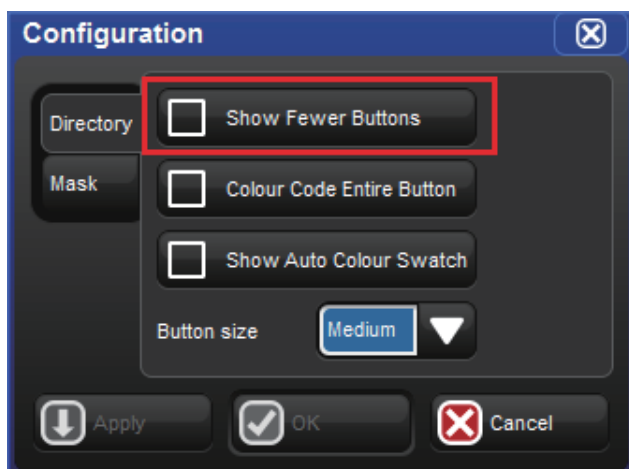 Configuration
Directory
Show Fewer Buttons
Mask
Colour Code Entire Button
Show Auto Colour Swatch
Button size
Medium
Apply
OK
Cancel